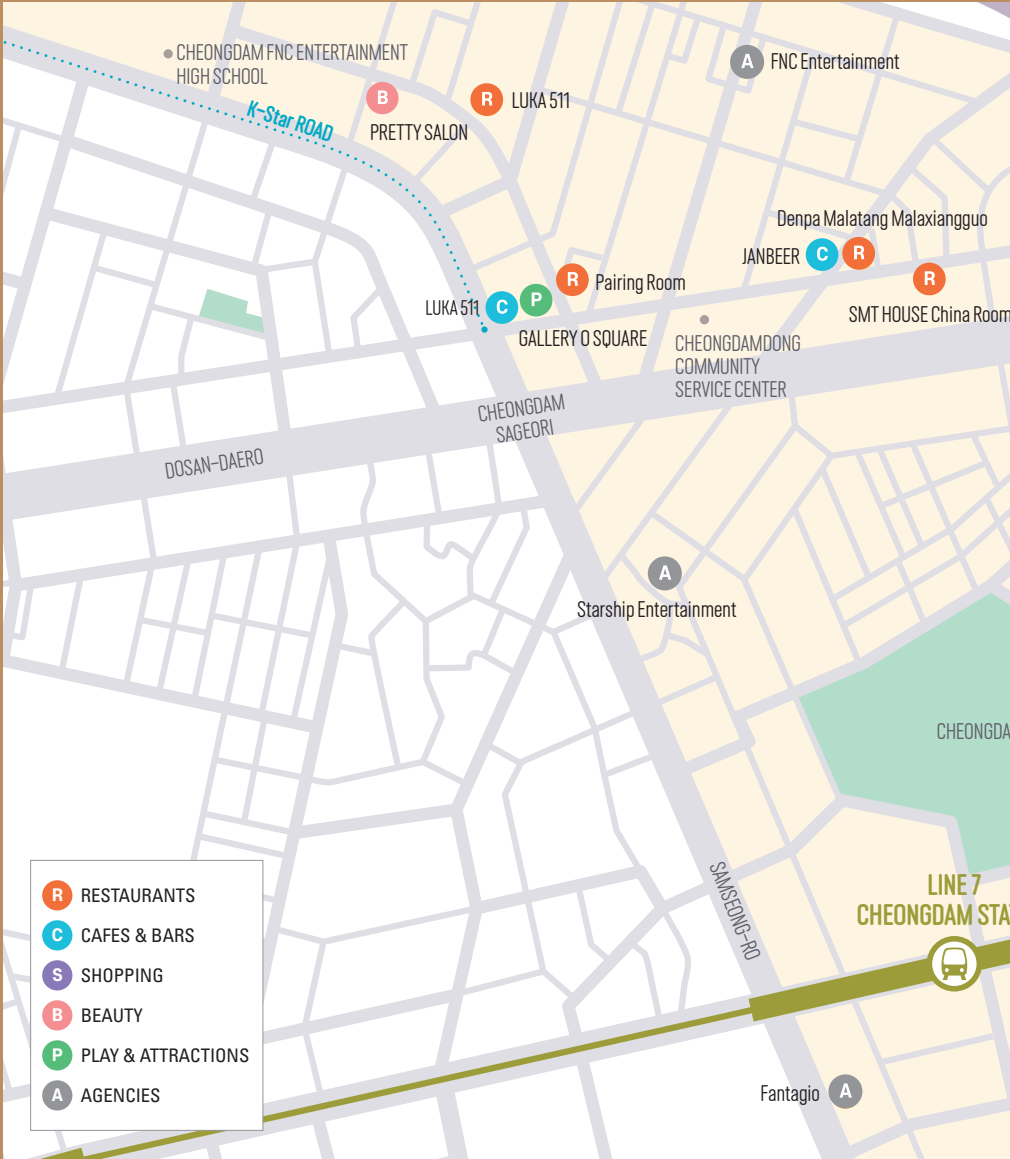 CHEONGDAM FNC ENTERTAINMENT
HIGH SCHOOL
A
FNC Entertainment
K-Star ROAD
B
PRETTY SALON
R
LUKA 511
Denpa Malatang Malaxiangguo
JANBEER
C
R
R
SMT HOUSE China Room
R
Pairing Room
LUKA 511
C
P
GALLERY O SQUARE
CHEONGDAMDONG
COMMUNITY
SERVICE CENTER
CHEONGDAM
SAGEORI
DOSAN-DAERO
A
Starship Entertainment
CHEONGDA
SAMSEONG-RO
LINE 7
CHEONGDAM STA
R RESTAURANTS
C CAFES & BARS
S SHOPPING
B BEAUTY
P PLAY & ATTRACTIONS
A AGENCIES
Fantagio
A